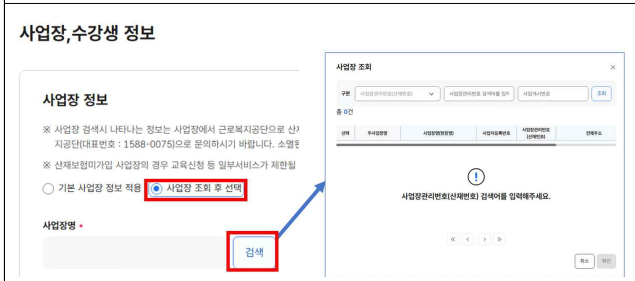 사업장,수강생 정보
사업장 정보
※ 사업장 검색시 나타나는 정보는 사업장에서 근로복지공단으로 산
지공단(대표번호 : 1588-0075)으로 문의하시기 바랍니다. 소멸된
※ 산재보험미가입 사업장의 경우 교육신청 등 일부서비스가 제한될
기본 사업장 정보 적용
사업장 조회 후 선택
사업장명 •
검색
사업장 조회 ×
구분 사업장관리번호(산재번호) 사업장관리번호 검색어를 입력 사업개시번호 조회
총 0건
선택 주사업장명 사업장명(현장명) 사업자등록번호 사업장관리번호(산재번호) 전체주소
사업장관리번호(산재번호) 검색어를 입력해주세요.
« ‹ › »
취소 확인